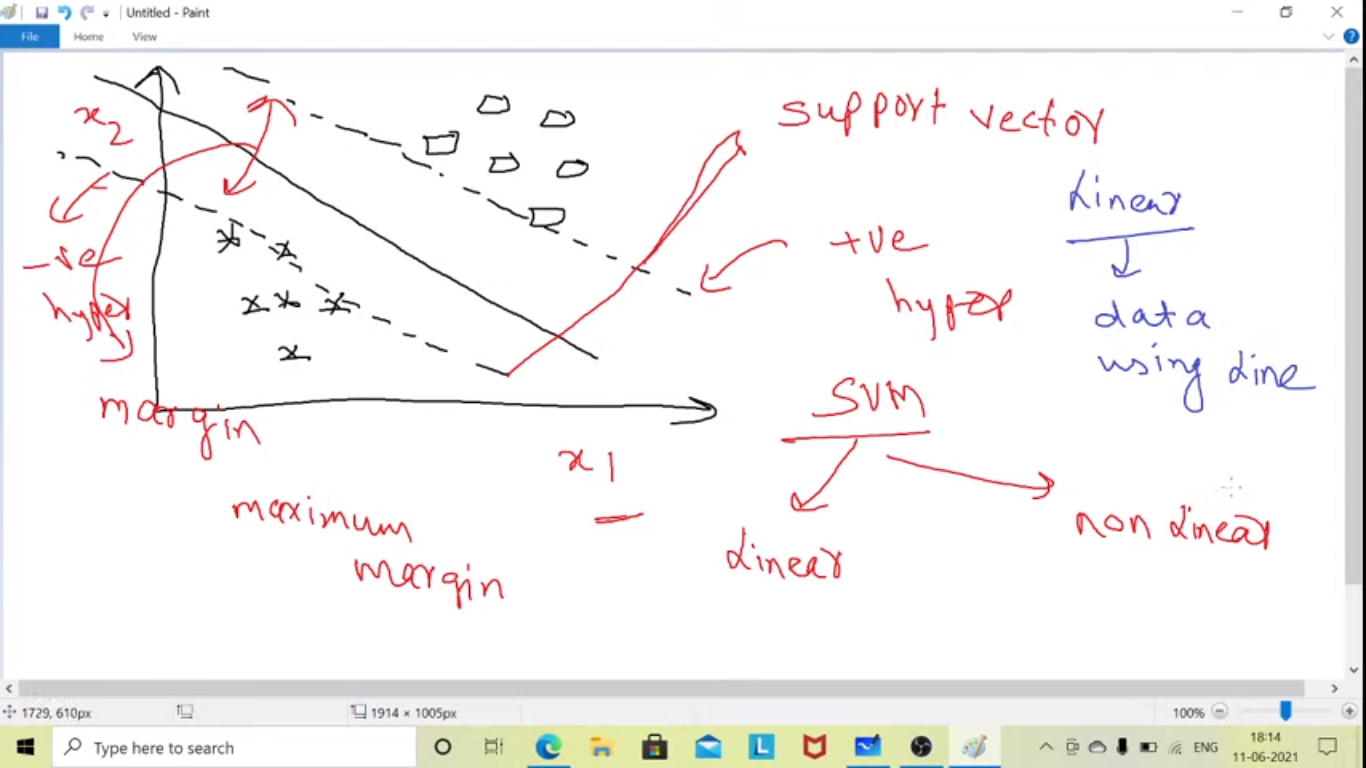 Untitled - Paint
File Home View
x2
support vector
Linear
-ve
hyper
+ve
hyper
data
using Line
margin
SVM
x1
maximum
margin
Linear
non Linear
1729, 610px
1914 × 1005px
100%
Type here to search
ENG
18:14
11-06-2021